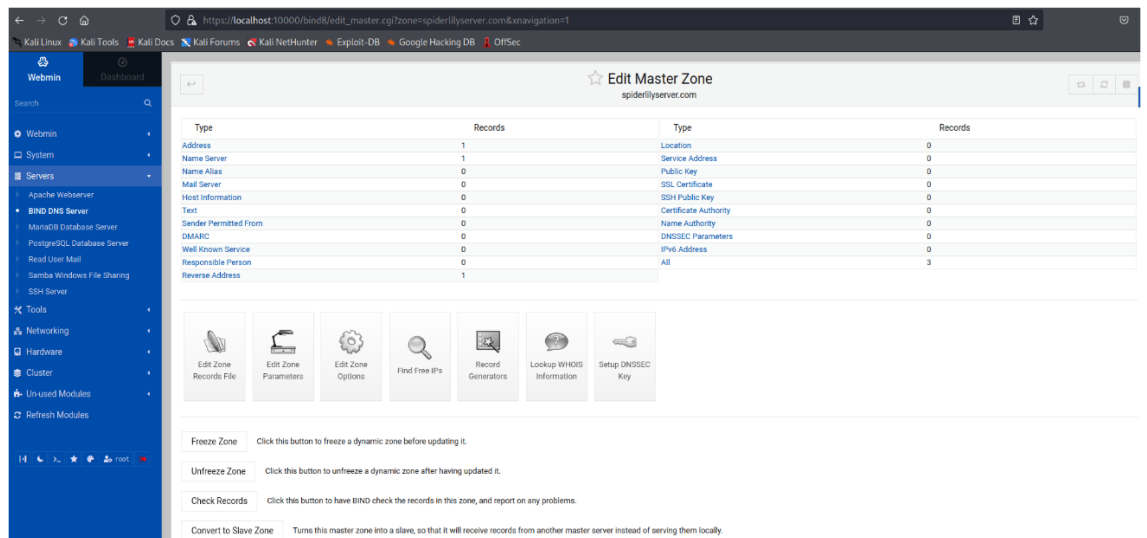 https://localhost:10000/bind8/edit_master.cgi?zone=spiderlilyserver.com&xnavigation=1
Kali Linux Kali Tools Kali Docs Kali Forums Kali NetHunter Exploit-DB Google Hacking DB OffSec
Webmin Dashboard
Search
Webmin
System
Servers
Apache Webserver
BIND DNS Server
MariaDB Database Server
PostgreSQL Database Server
Read User Mail
Samba Windows File Sharing
SSH Server
Tools
Networking
Hardware
Cluster
Un-used Modules
Refresh Modules
root
Edit Master Zone
spiderlilyserver.com
Type Records Type Records
Address 1 Location 0
Name Server 1 Service Address 0
Name Alias 0 Public Key 0
Mail Server 0 SSL Certificate 0
Host Information 0 SSH Public Key 0
Text 0 Certificate Authority 0
Sender Permitted From 0 Name Authority 0
DMARC 0 DNSSEC Parameters 0
Well Known Service 0 IPv6 Address 0
Responsible Person 0 All 3
Reverse Address 1
Edit Zone Records File
Edit Zone Parameters
Edit Zone Options
Find Free IPs
Record Generators
Lookup WHOIS Information
Setup DNSSEC Key
Freeze Zone Click this button to freeze a dynamic zone before updating it.
Unfreeze Zone Click this button to unfreeze a dynamic zone after having updated it.
Check Records Click this button to have BIND check the records in this zone, and report on any problems.
Convert to Slave Zone Turns this master zone into a slave, so that it will receive records from another master server instead of serving them locally.